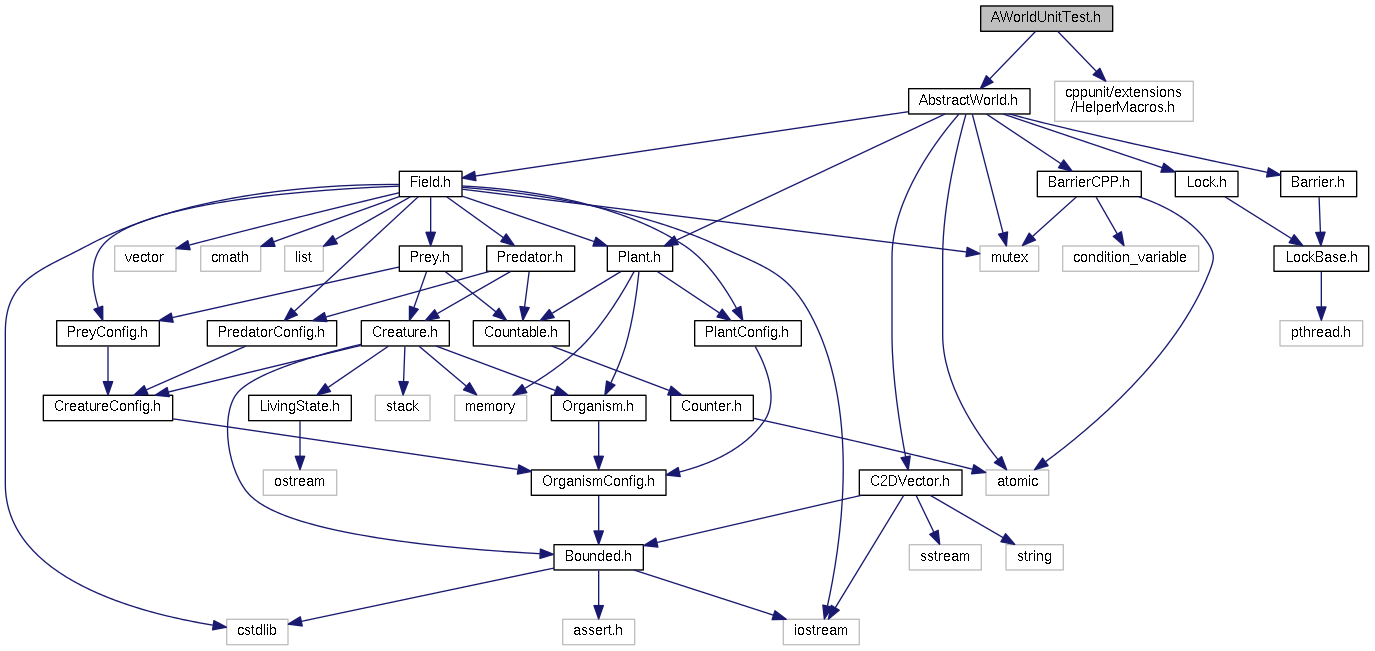 AWorldUnitTest.h
AbstractWorld.h
cppunit/extensions
/HelperMacros.h
Field.h
BarrierCPP.h
Lock.h
Barrier.h
vector
cmath
list
Prey.h
Predator.h
Plant.h
mutex
condition_variable
LockBase.h
PreyConfig.h
PredatorConfig.h
Creature.h
Countable.h
PlantConfig.h
pthread.h
CreatureConfig.h
LivingState.h
stack
memory
Organism.h
Counter.h
ostream
OrganismConfig.h
C2DVector.h
atomic
Bounded.h
sstream
string
cstdlib
assert.h
iostream